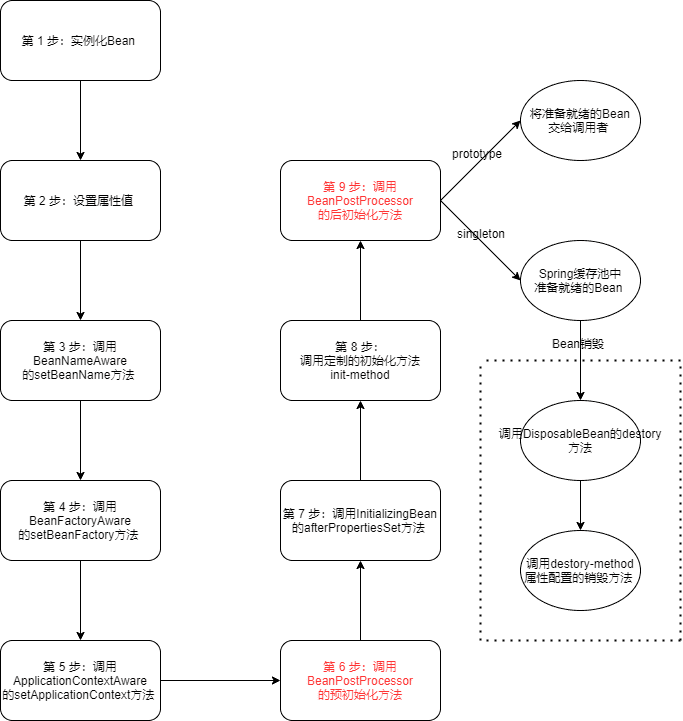 第 1 步：实例化Bean
第 2 步：设置属性值
第 3 步：调用
BeanNameAware
的setBeanName方法
第 4 步：调用
BeanFactoryAware
的setBeanFactory方法
第 5 步：调用
ApplicationContextAware
的setApplicationContext方法
第 6 步：调用
BeanPostProcessor
的预初始化方法
第 7 步：调用InitializingBean
的afterPropertiesSet方法
第 8 步：
调用定制的初始化方法
init-method
第 9 步：调用
BeanPostProcessor
的后初始化方法
prototype
将准备就绪的Bean
交给调用者
singleton
Spring缓存池中
准备就绪的Bean
Bean销毁
调用DisposableBean的destory
方法
调用destory-method
属性配置的销毁方法